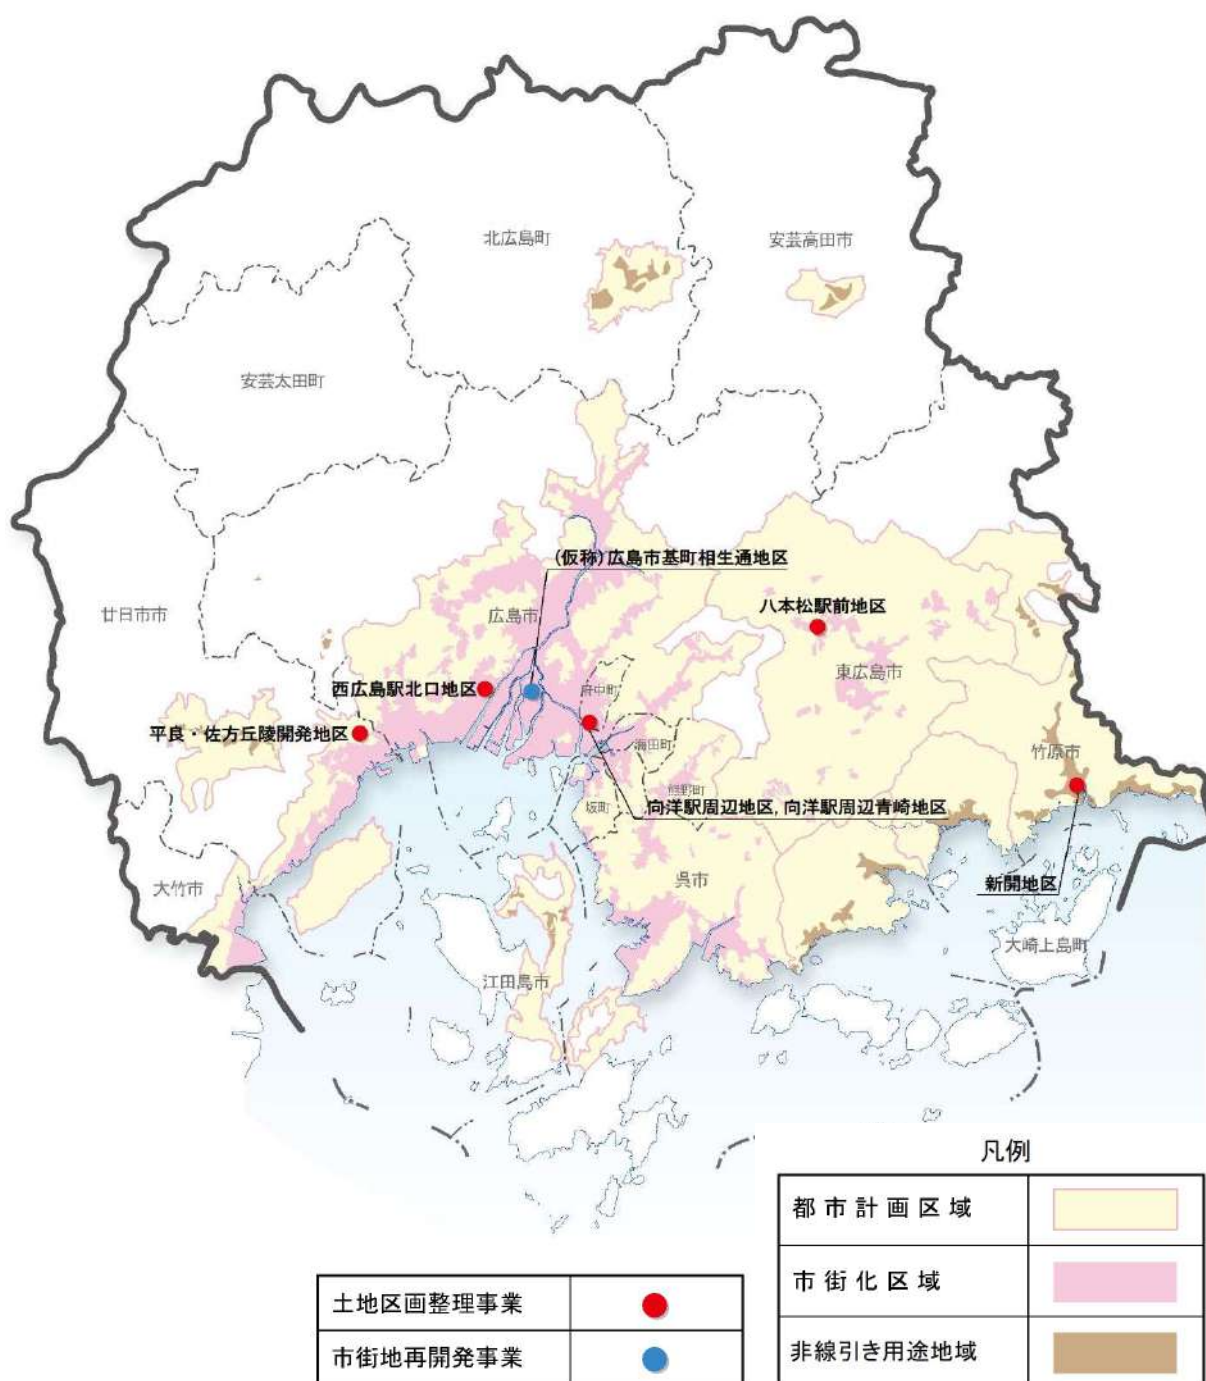 北広島町
安芸高田市
安芸太田町
(仮称)広島市基町相生通地区
八本松駅前地区
廿日市市
広島市
東広島市
西広島駅北口地区
府中町
平良・佐方丘陵開発地区
海田町
竹原市
熊野町
坂町
向洋駅周辺地区, 向洋駅周辺青崎地区
大竹市
呉市
新開地区
大崎上島町
江田島市
凡例
都市計画区域
市街化区域
非線引き用途地域
土地区画整理事業
市街地再開発事業